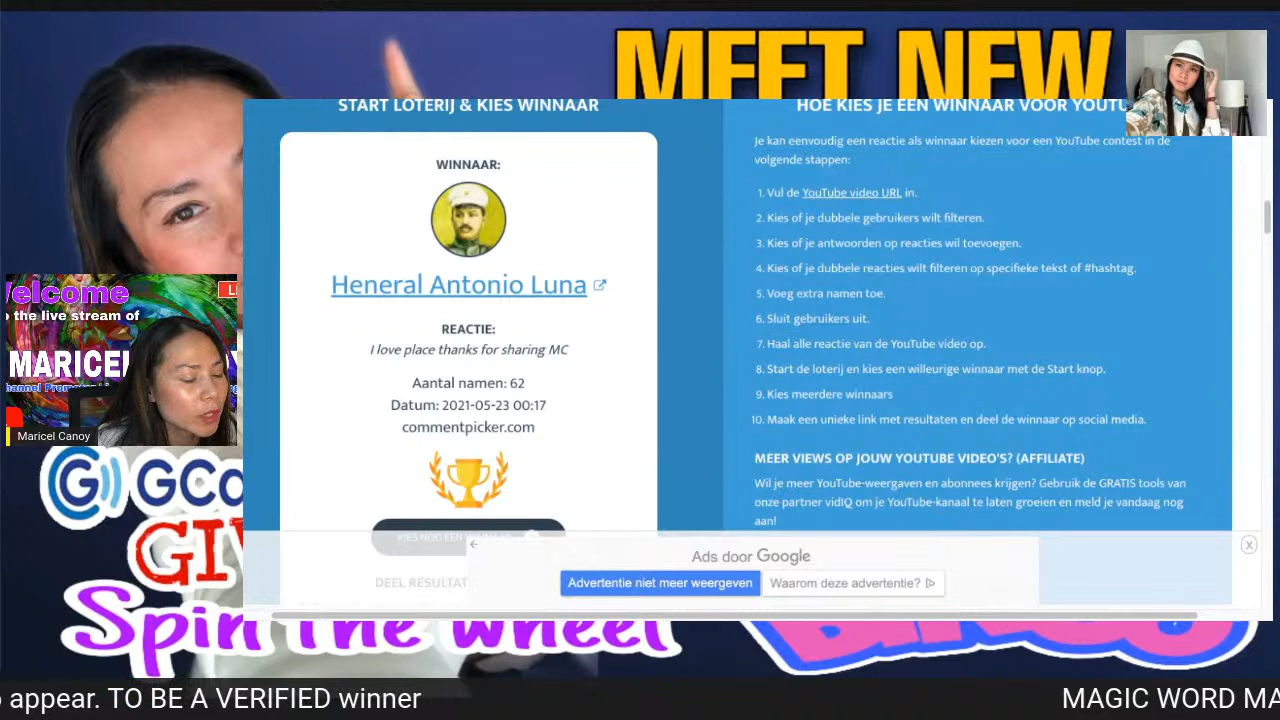 MEET NEW
START LOTERIJ & KIES WINNAAR
WINNAAR:
Heneral Antonio Luna
REACTIE:
I love place thanks for sharing MC
Aantal namen: 62
Datum: 2021-05-23 00:17
commentpicker.com
KIES NOG EEN
DEEL RESULTAT
HOE KIES JE EEN WINNAAR VOOR YOUTU
Je kan eenvoudig een reactie als winnaar kiezen voor een YouTube contest in de
volgende stappen:
1. Vul de YouTube video URL in.
2. Kies of je dubbele gebruikers wilt filteren.
3. Kies of je antwoorden op reacties wil toevoegen.
4. Kies of je dubbele reacties wilt filteren op specifieke tekst of #hashtag.
5. Voeg extra namen toe.
6. Sluit gebruikers uit.
7. Haal alle reactie van de YouTube video op.
8. Start de loterij en kies een willeurige winnaar met de Start knop.
9. Kies meerdere winnaars
10. Maak een unieke link met resultaten en deel de winnaar op social media.
MEER VIEWS OP JOUW YOUTUBE VIDEO'S? (AFFILIATE)
Wil je meer YouTube-weergaven en abonnees krijgen? Gebruik de GRATIS tools van
onze partner vidIQ om je YouTube-kanaal te laten groeien en meld je vandaag nog
aan!
Ads door Google
Advertentie niet meer weergeven
Waarom deze advertentie?
X
Welcome
o the live stream of
MARICEL
hannel Promo
Maricel Canoy
GCa
GIV
Spin the wheel
BINGO
o appear. TO BE A VERIFIED winner
MAGIC WORD MA